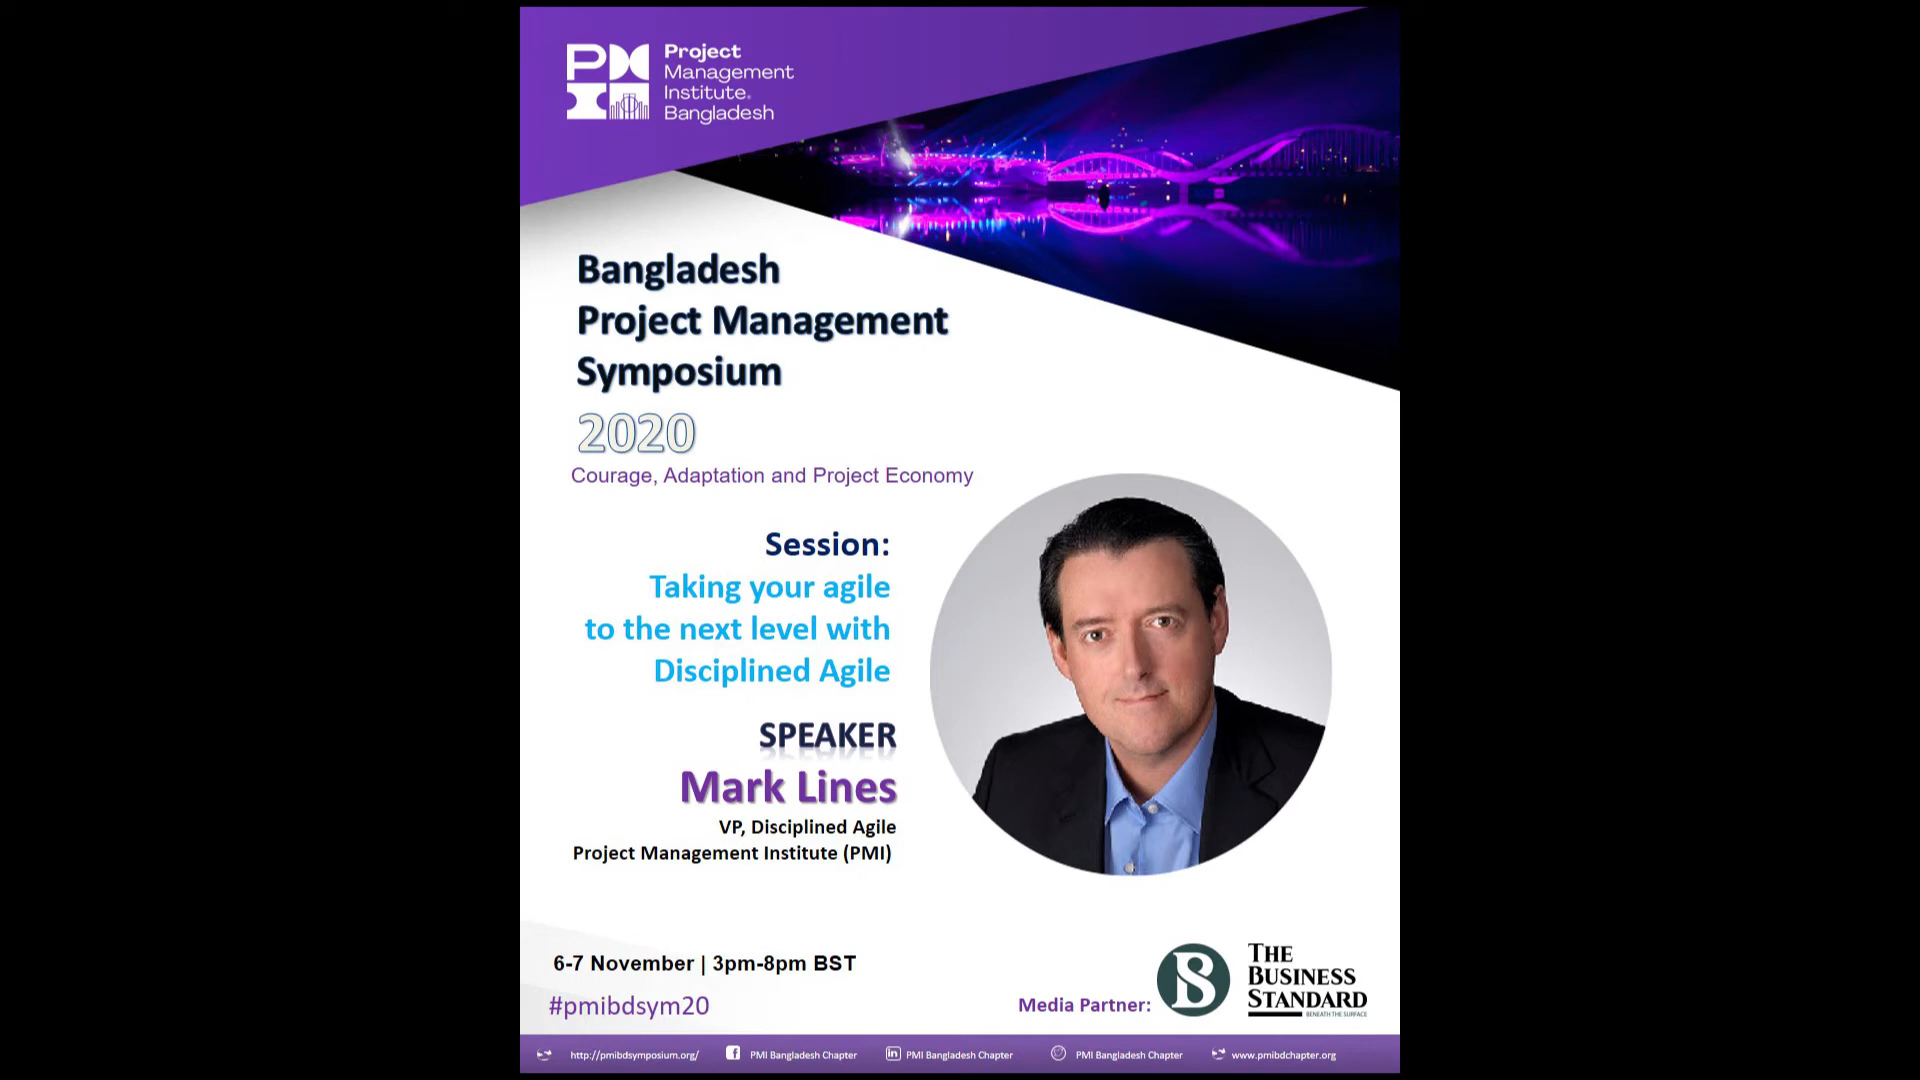 Project
Management
Institute.
Bangladesh
Bangladesh
Project Management
Symposium
2020
Courage, Adaptation and Project Economy
Session:
Taking your agile
to the next level with
Disciplined Agile
SPEAKER
Mark Lines
VP, Disciplined Agile
Project Management Institute (PMI)
6-7 November | 3pm-8pm BST
#pmibdsym20
Media Partner:
THE
BUSINESS
STANDARD
BENEATH THE SURFACE
http://pmibdsymposium.org/ PMI Bangladesh Chapter PMI Bangladesh Chapter PMI Bangladesh Chapter www.pmibdchapter.org